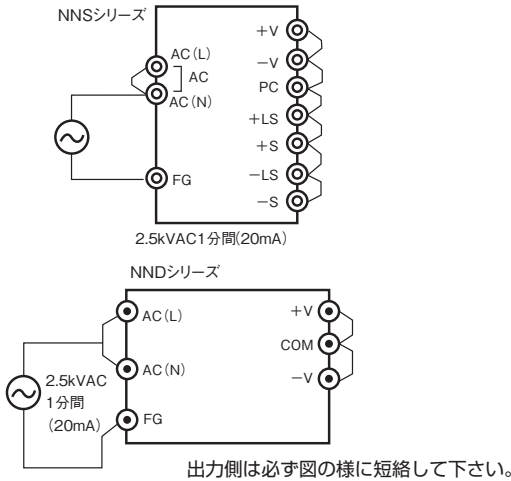 NNSシリーズ
AC(L)
AC
AC(N)
FG
+V
−V
PC
+LS
+S
−LS
−S
2.5kVAC1分間(20mA)
NNDシリーズ
AC(L)
AC(N)
FG
2.5kVAC
1分間
(20mA)
+V
COM
−V
出力側は必ず図の様に短絡して下さい。